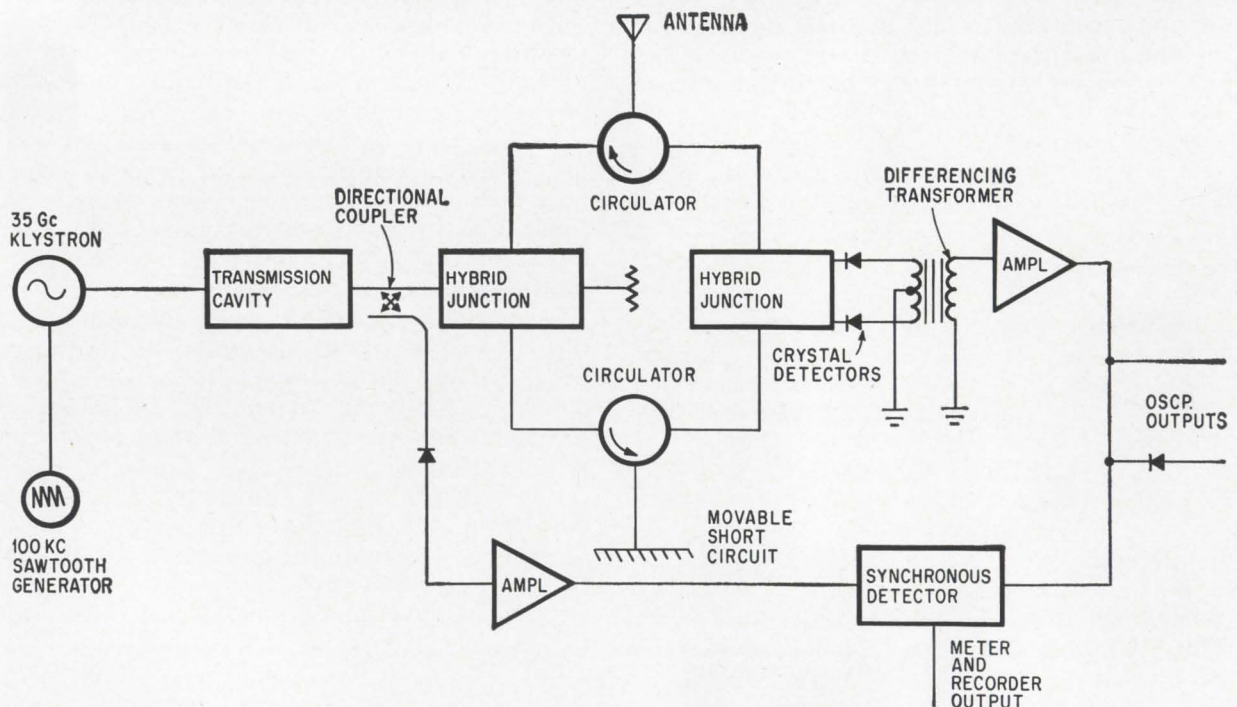 ANTENNA
DIFFERENCING
TRANSFORMER
DIRECTIONAL
COUPLER
CIRCULATOR
35 Gc
KLYSTRON
TRANSMISSION
CAVITY
HYBRID
JUNCTION
HYBRID
JUNCTION
AMPL
CRYSTAL
DETECTORS
CIRCULATOR
OSCP.
OUTPUTS
100 KC
SAWTOOTH
GENERATOR
MOVABLE
SHORT
CIRCUIT
AMPL
SYNCHRONOUS
DETECTOR
METER
AND
RECORDER
OUTPUT